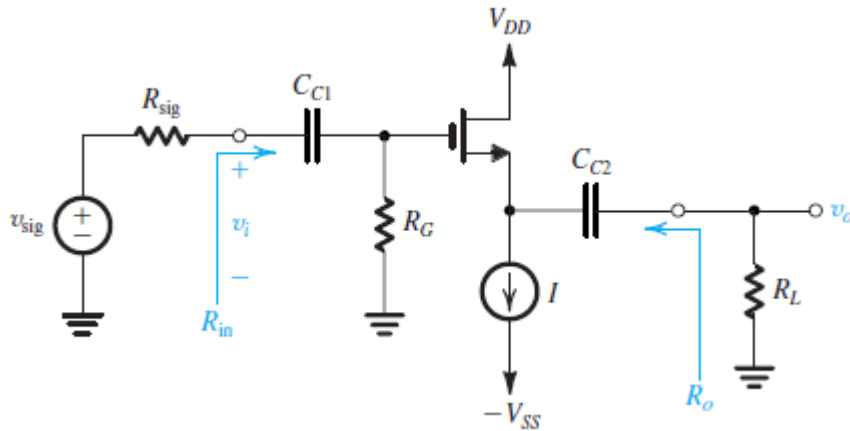 V_DD
C_C1
R_sig
C_C2
+
v_sig
+
−
v_i
−
R_G
v_o
I
R_L
R_in
R_o
−V_SS